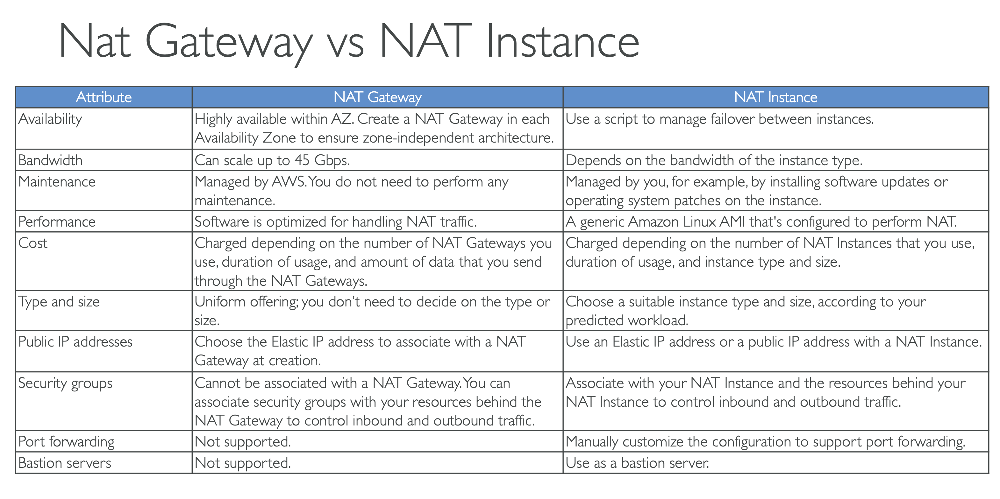 Nat Gateway vs NAT Instance
Attribute
NAT Gateway
NAT Instance
Availability
Highly available within AZ. Create a NAT Gateway in each
Availability Zone to ensure zone-independent architecture.
Use a script to manage failover between instances.
Bandwidth
Can scale up to 45 Gbps.
Depends on the bandwidth of the instance type.
Maintenance
Managed by AWS. You do not need to perform any
maintenance.
Managed by you, for example, by installing software updates or
operating system patches on the instance.
Performance
Software is optimized for handling NAT traffic.
A generic Amazon Linux AMI that's configured to perform NAT.
Cost
Charged depending on the number of NAT Gateways you
use, duration of usage, and amount of data that you send
through the NAT Gateways.
Charged depending on the number of NAT Instances that you use,
duration of usage, and instance type and size.
Type and size
Uniform offering; you don’t need to decide on the type or
size.
Choose a suitable instance type and size, according to your
predicted workload.
Public IP addresses
Choose the Elastic IP address to associate with a NAT
Gateway at creation.
Use an Elastic IP address or a public IP address with a NAT Instance.
Security groups
Cannot be associated with a NAT Gateway. You can
associate security groups with your resources behind the
NAT Gateway to control inbound and outbound traffic.
Associate with your NAT Instance and the resources behind your
NAT Instance to control inbound and outbound traffic.
Port forwarding
Not supported.
Manually customize the configuration to support port forwarding.
Bastion servers
Not supported.
Use as a bastion server.